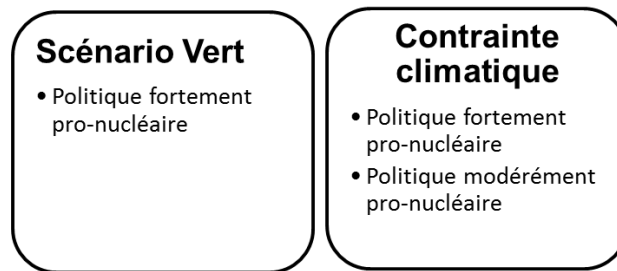 Scénario Vert
• Politique fortement
pro-nucléaire
Contrainte
climatique
• Politique fortement
pro-nucléaire
• Politique modérément
pro-nucléaire